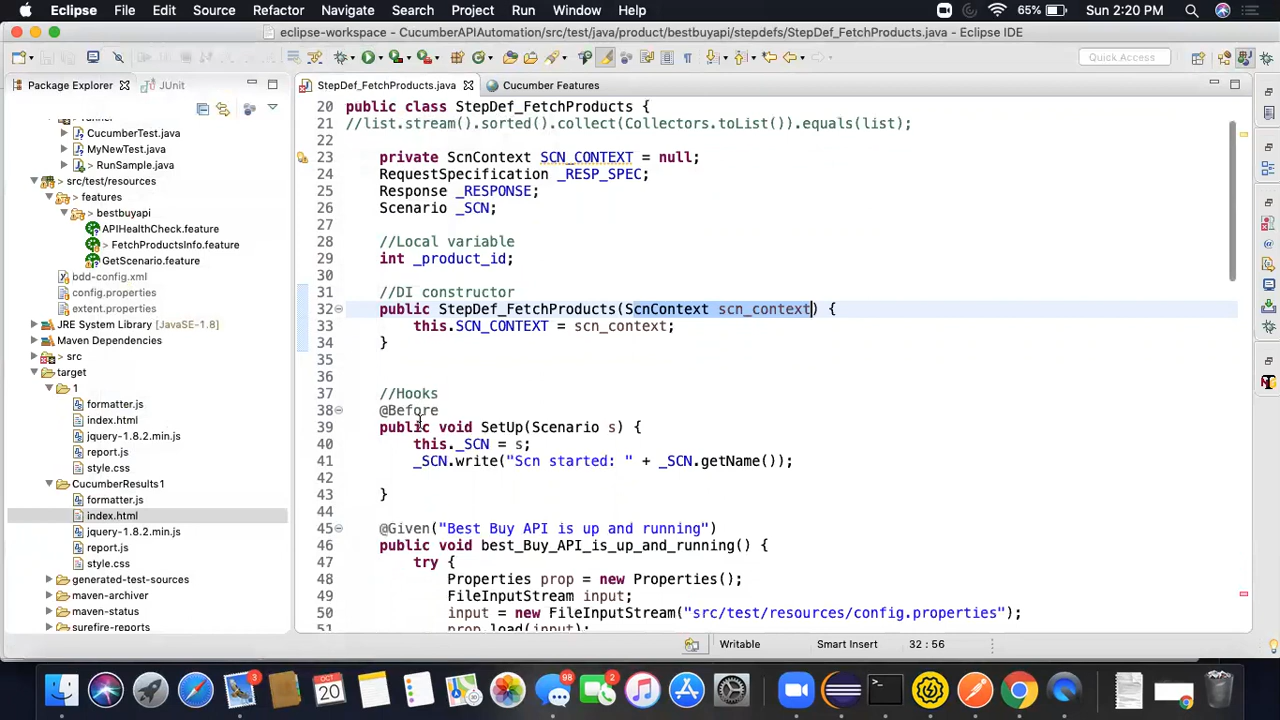 Eclipse File Edit Source Refactor Navigate Search Project Run Window Help 65% Sun 2:20 PM
eclipse-workspace - CucumberAPIAutomation/src/test/java/product/bestbuyapi/stepdefs/StepDef_FetchProducts.java - Eclipse IDE
Quick Access
Package Explorer JUnit
StepDef_FetchProducts.java Cucumber Features
CucumberTest.java
MyNewTest.java
> RunSample.java
src/test/resources
> features
> bestbuyapi
APIHealthCheck.feature
> FetchProductsInfo.feature
GetScenario.feature
bdd-config.xml
config.properties
extent.properties
JRE System Library [JavaSE-1.8]
Maven Dependencies
> src
target
1
formatter.js
index.html
jquery-1.8.2.min.js
report.js
style.css
CucumberResults1
formatter.js
index.html
jquery-1.8.2.min.js
report.js
style.css
generated-test-sources
maven-archiver
maven-status
surefire-reports
20 public class StepDef_FetchProducts {
21 //list.stream().sorted().collect(Collectors.toList()).equals(list);
22
23 private ScnContext SCN_CONTEXT = null;
24 RequestSpecification _RESP_SPEC;
25 Response _RESPONSE;
26 Scenario _SCN;
27
28 //Local variable
29 int _product_id;
30
31 //DI constructor
32 public StepDef_FetchProducts(ScnContext scn_context) {
33 this.SCN_CONTEXT = scn_context;
34 }
35
36
37 //Hooks
38 @Before
39 public void SetUp(Scenario s) {
40 this._SCN = s;
41 _SCN.write("Scn started: " + _SCN.getName());
42
43 }
44
45 @Given("Best Buy API is up and running")
46 public void best_Buy_API_is_up_and_running() {
47 try {
48 Properties prop = new Properties();
49 FileInputStream input;
50 input = new FileInputStream("src/test/resources/config.properties");
51 prop.load(input);
Writable Smart Insert 32 : 56
3 OCT 20 98 2